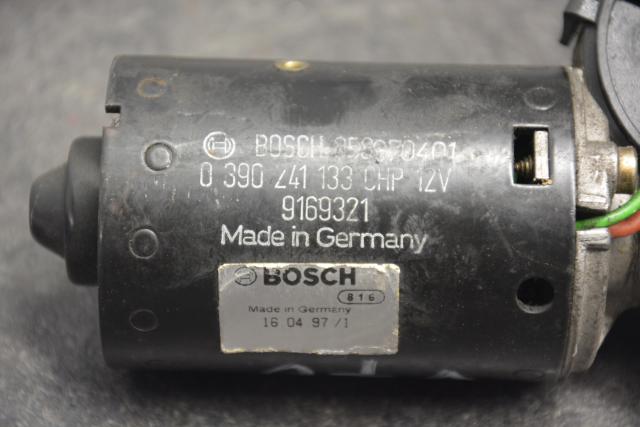 BOSCH
0 390 241 133 CHP 12V
9169321
Made in Germany
BOSCH
816
Made in Germany
16 04 97 /1